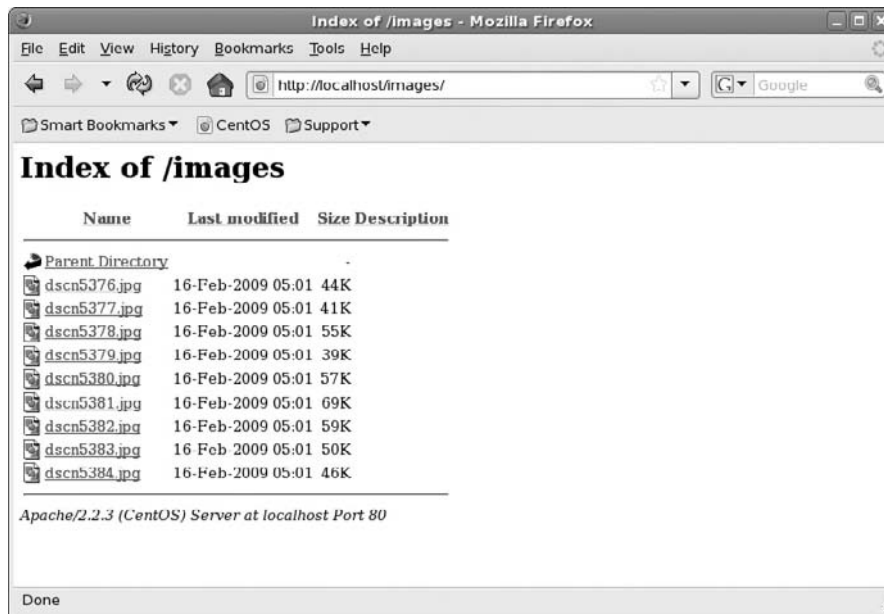 Index of /images - Mozilla Firefox
File Edit View History Bookmarks Tools Help
http://localhost/images/
G Google
Smart Bookmarks CentOS Support
Index of /images
Name Last modified Size Description
Parent Directory -
dscn5376.jpg 16-Feb-2009 05:01 44K
dscn5377.jpg 16-Feb-2009 05:01 41K
dscn5378.jpg 16-Feb-2009 05:01 55K
dscn5379.jpg 16-Feb-2009 05:01 39K
dscn5380.jpg 16-Feb-2009 05:01 57K
dscn5381.jpg 16-Feb-2009 05:01 69K
dscn5382.jpg 16-Feb-2009 05:01 59K
dscn5383.jpg 16-Feb-2009 05:01 50K
dscn5384.jpg 16-Feb-2009 05:01 46K
Apache/2.2.3 (CentOS) Server at localhost Port 80
Done